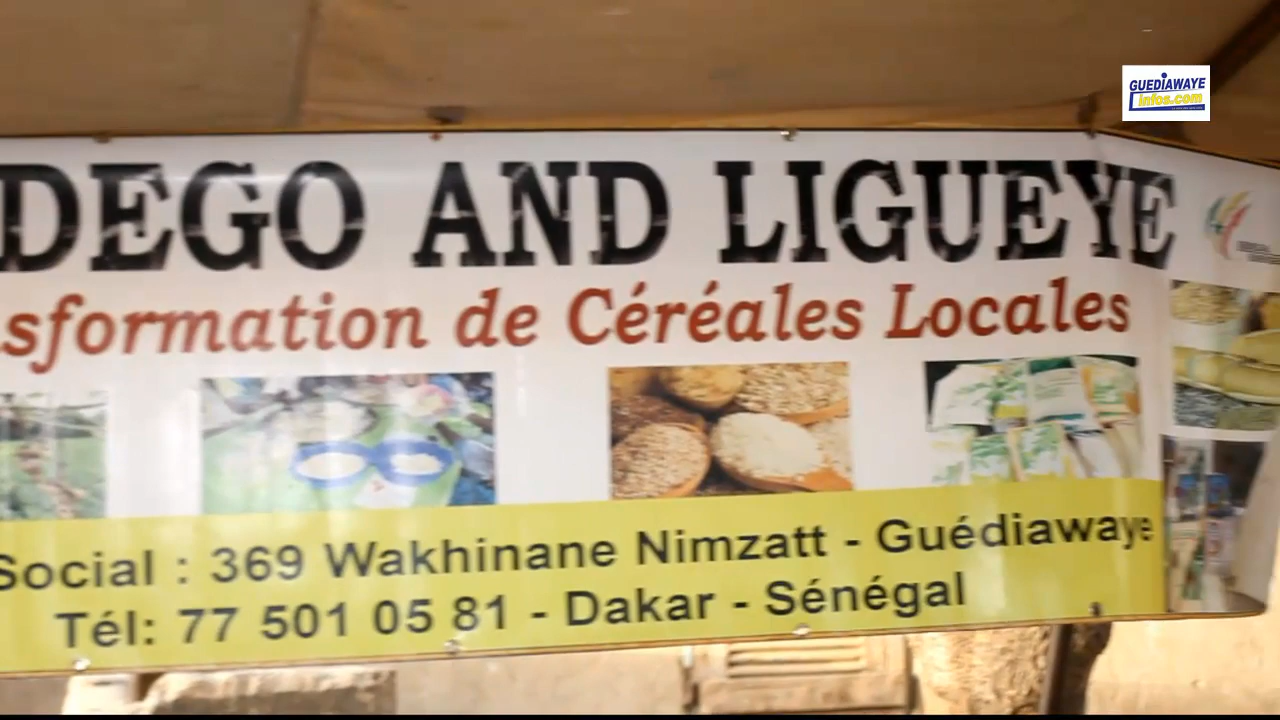 GUEDIAWAYE
infos.com
DEGO AND LIGUEYE
sformation de Céréales Locales
Social : 369 Wakhinane Nimzatt - Guédiawaye
Tél: 77 501 05 81 - Dakar - Sénégal